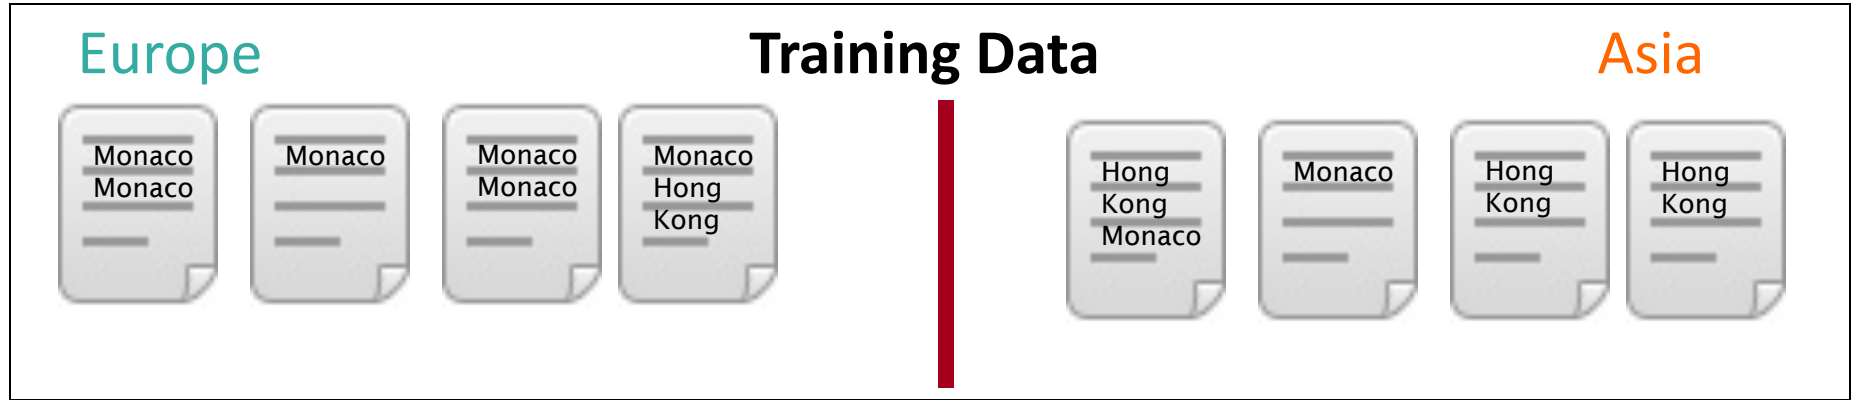 Europe
Training Data
Asia
Monaco
Monaco
Monaco
Monaco
Monaco
Monaco
Hong
Kong
Hong
Kong
Monaco
Monaco
Hong
Kong
Hong
Kong